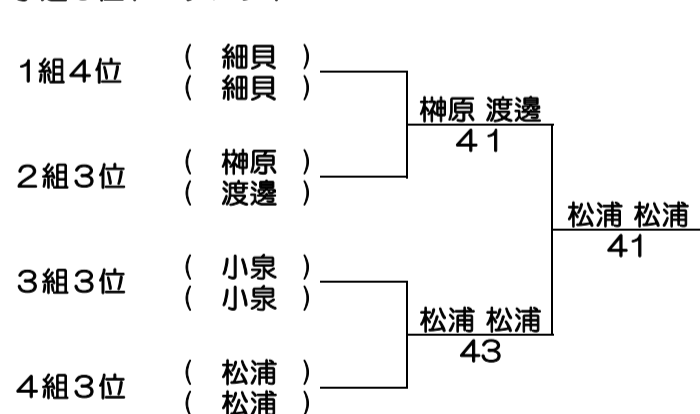 1組4位 ( 細貝 )
( 細貝 )
榊原 渡邊
41
2組3位 ( 榊原 )
( 渡邊 )
松浦 松浦
41
3組3位 ( 小泉 )
( 小泉 )
松浦 松浦
43
4組3位 ( 松浦 )
( 松浦 )